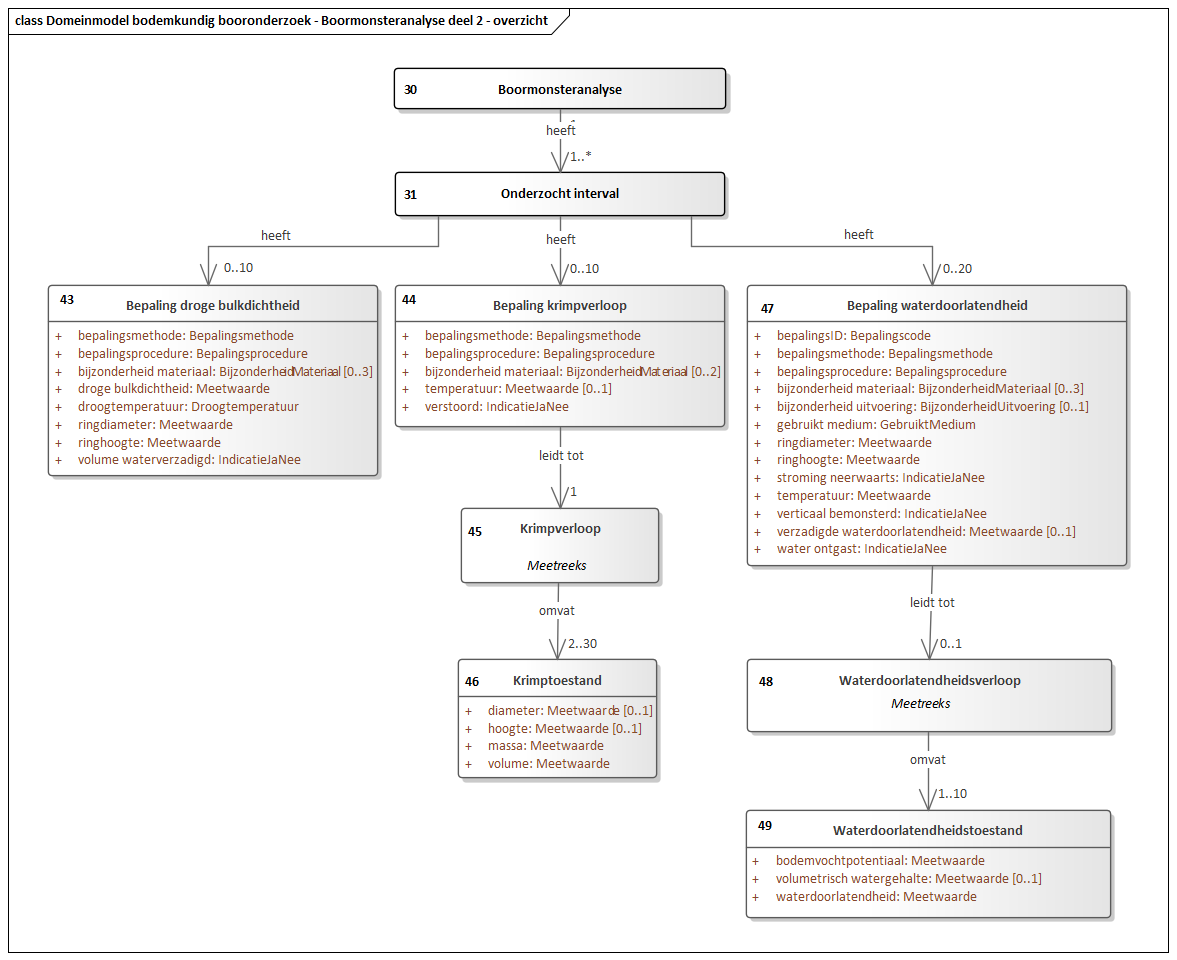 class Domeinmodel bodemkundig booronderzoek - Boormonsteranalyse deel 2 - overzicht
30 Boormonsteranalyse
heeft
1..*
31 Onderzocht interval
heeft
0..10
heeft
0..10
heeft
0..20
43 Bepaling droge bulkdichtheid
+ bepalingsmethode: Bepalingsmethode
+ bepalingsprocedure: Bepalingsprocedure
+ bijzonderheid materiaal: BijzonderheidMateriaal [0..3]
+ droge bulkdichtheid: Meetwaarde
+ droogtemperatuur: Droogtemperatuur
+ ringdiameter: Meetwaarde
+ ringhoogte: Meetwaarde
+ volume waterverzadigd: IndicatieJaNee
44 Bepaling krimpverloop
+ bepalingsmethode: Bepalingsmethode
+ bepalingsprocedure: Bepalingsprocedure
+ bijzonderheid materiaal: BijzonderheidMateriaal [0..2]
+ temperatuur: Meetwaarde [0..1]
+ verstoord: IndicatieJaNee
leidt tot
1
45 Krimpverloop
Meetreeks
omvat
2..30
46 Krimptoestand
+ diameter: Meetwaarde [0..1]
+ hoogte: Meetwaarde [0..1]
+ massa: Meetwaarde
+ volume: Meetwaarde
47 Bepaling waterdoorlatendheid
+ bepalingsID: Bepalingscode
+ bepalingsmethode: Bepalingsmethode
+ bepalingsprocedure: Bepalingsprocedure
+ bijzonderheid materiaal: BijzonderheidMateriaal [0..3]
+ bijzonderheid uitvoering: BijzonderheidUitvoering [0..1]
+ gebruikt medium: GebruiktMedium
+ ringdiameter: Meetwaarde
+ ringhoogte: Meetwaarde
+ stroming neerwaarts: IndicatieJaNee
+ temperatuur: Meetwaarde
+ verticaal bemonsterd: IndicatieJaNee
+ verzadigde waterdoorlatendheid: Meetwaarde [0..1]
+ water ontgast: IndicatieJaNee
leidt tot
0..1
48 Waterdoorlatendheidsverloop
Meetreeks
omvat
1..10
49 Waterdoorlatendheidstoestand
+ bodemvochtpotentiaal: Meetwaarde
+ volumetrisch watergehalte: Meetwaarde [0..1]
+ waterdoorlatendheid: Meetwaarde